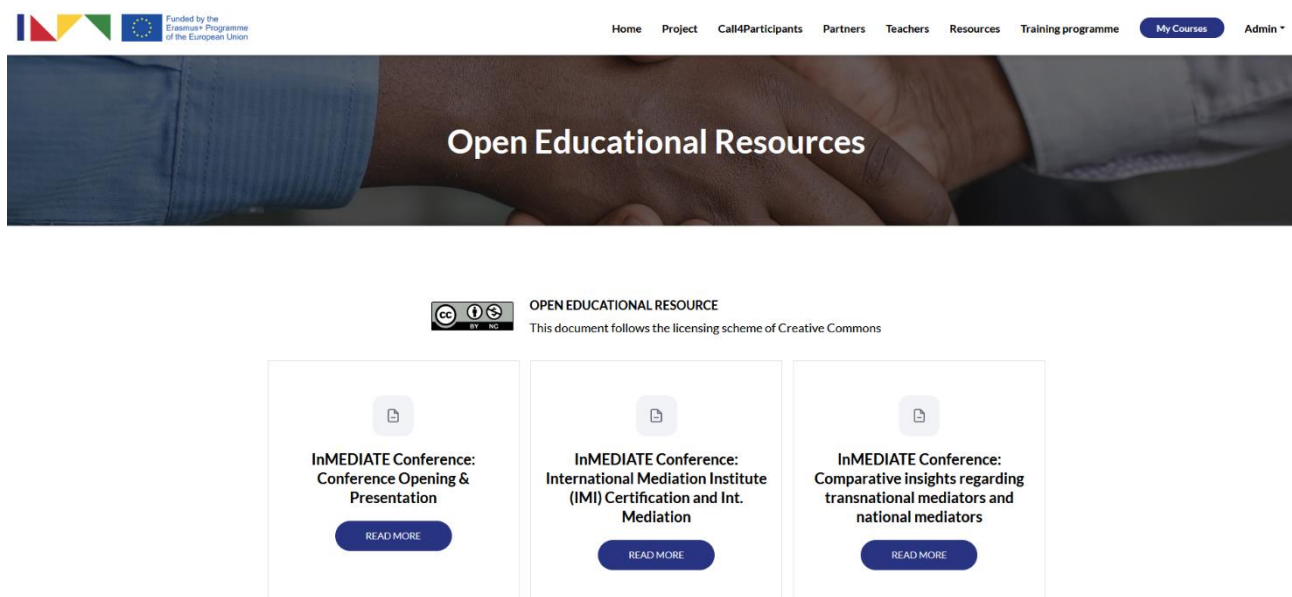 Funded by the
Erasmus+ Programme
of the European Union
Home Project Call4Participants Partners Teachers Resources Training programme My Courses Admin
Open Educational Resources
cc BY NC
OPEN EDUCATIONAL RESOURCE
This document follows the licensing scheme of Creative Commons
InMEDIATE Conference:
Conference Opening &
Presentation
READ MORE
InMEDIATE Conference:
International Mediation Institute
(IMI) Certification and Int.
Mediation
READ MORE
InMEDIATE Conference:
Comparative insights regarding
transnational mediators and
national mediators
READ MORE